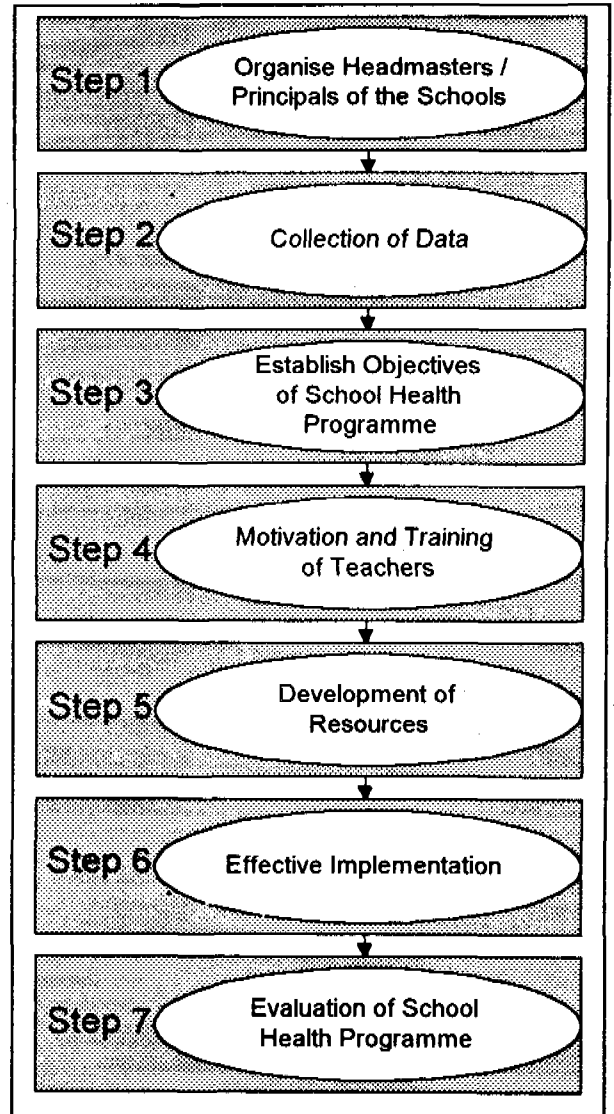 Step 1
Organise Headmasters /
Principals of the Schools
Step 2
Collection of Data
Step 3
Establish Objectives
of School Health
Programme
Step 4
Motivation and Training
of Teachers
Step 5
Development of
Resources
Step 6
Effective Implementation
Step 7
Evaluation of School
Health Programme